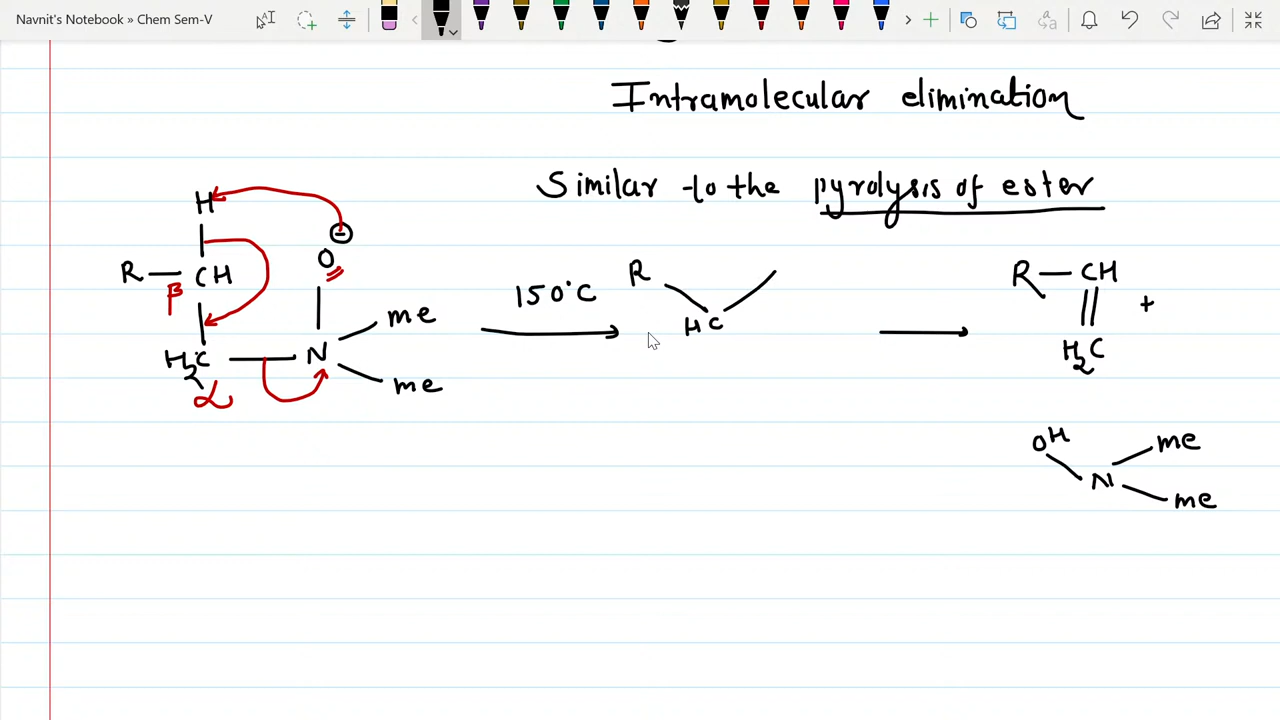 Navnit's Notebook » Chem Sem-V
Intramolecular elimination
Similar to the pyrolysis of ester
H
⊖
O
R — CH
β
me
H2C — N
me
α
150°C
R
HC
R — CH
+
H2C
OH
me
N
me